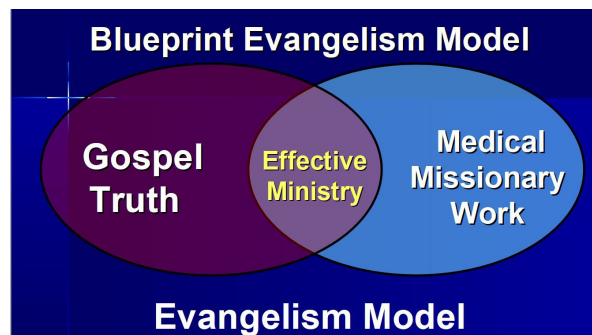 Blueprint Evangelism Model
Gospel
Truth
Effective
Ministry
Medical
Missionary
Work
Evangelism Model